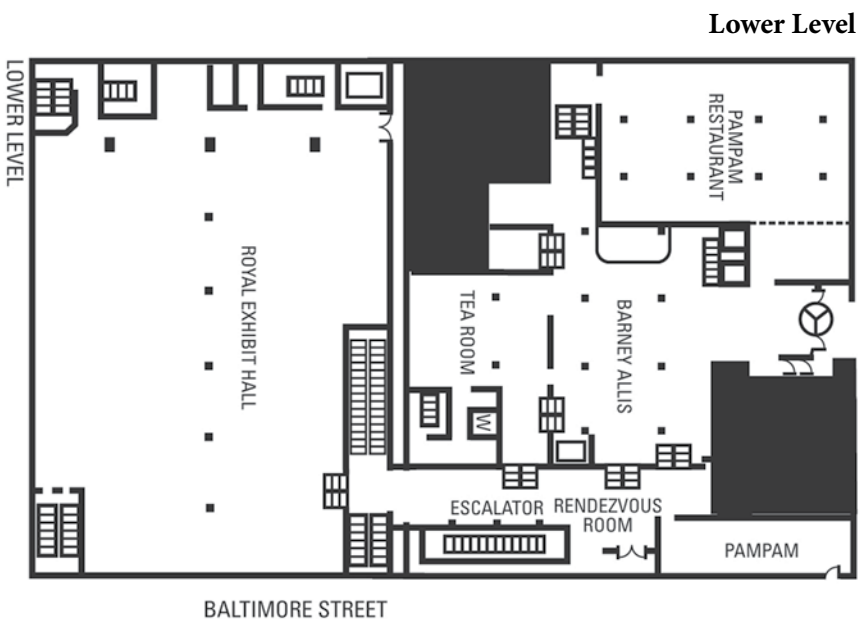 Lower Level
LOWER LEVEL
PAMPAM
RESTAURANT
ROYAL EXHIBIT HALL
TEA ROOM
BARNEY ALLIS
W
ESCALATOR
RENDEZVOUS
ROOM
PAMPAM
BALTIMORE STREET